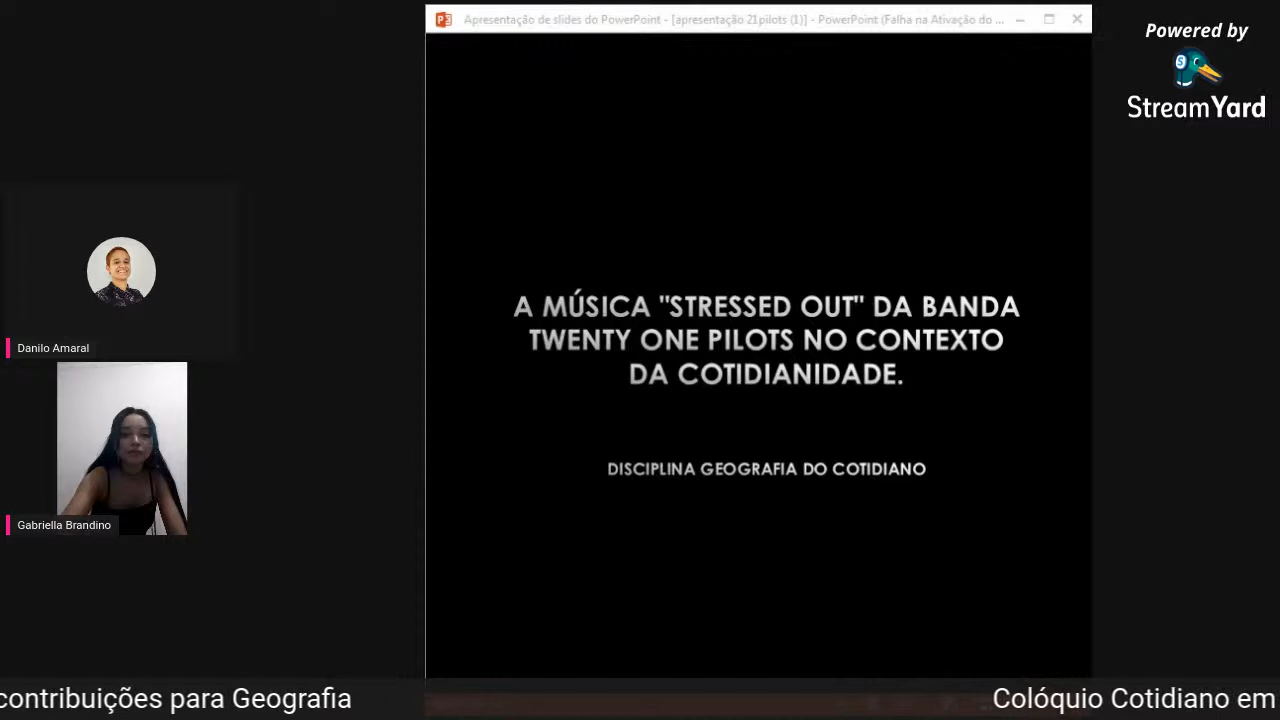 Apresentação de slides do PowerPoint - [apresentação 21pilots (1)] - PowerPoint (Falha na Ativação do ...
Powered by
StreamYard
A MÚSICA "STRESSED OUT" DA BANDA
TWENTY ONE PILOTS NO CONTEXTO
DA COTIDIANIDADE.
DISCIPLINA GEOGRAFIA DO COTIDIANO
Danilo Amaral
Gabriella Brandino
contribuições para Geografia
Colóquio Cotidiano em